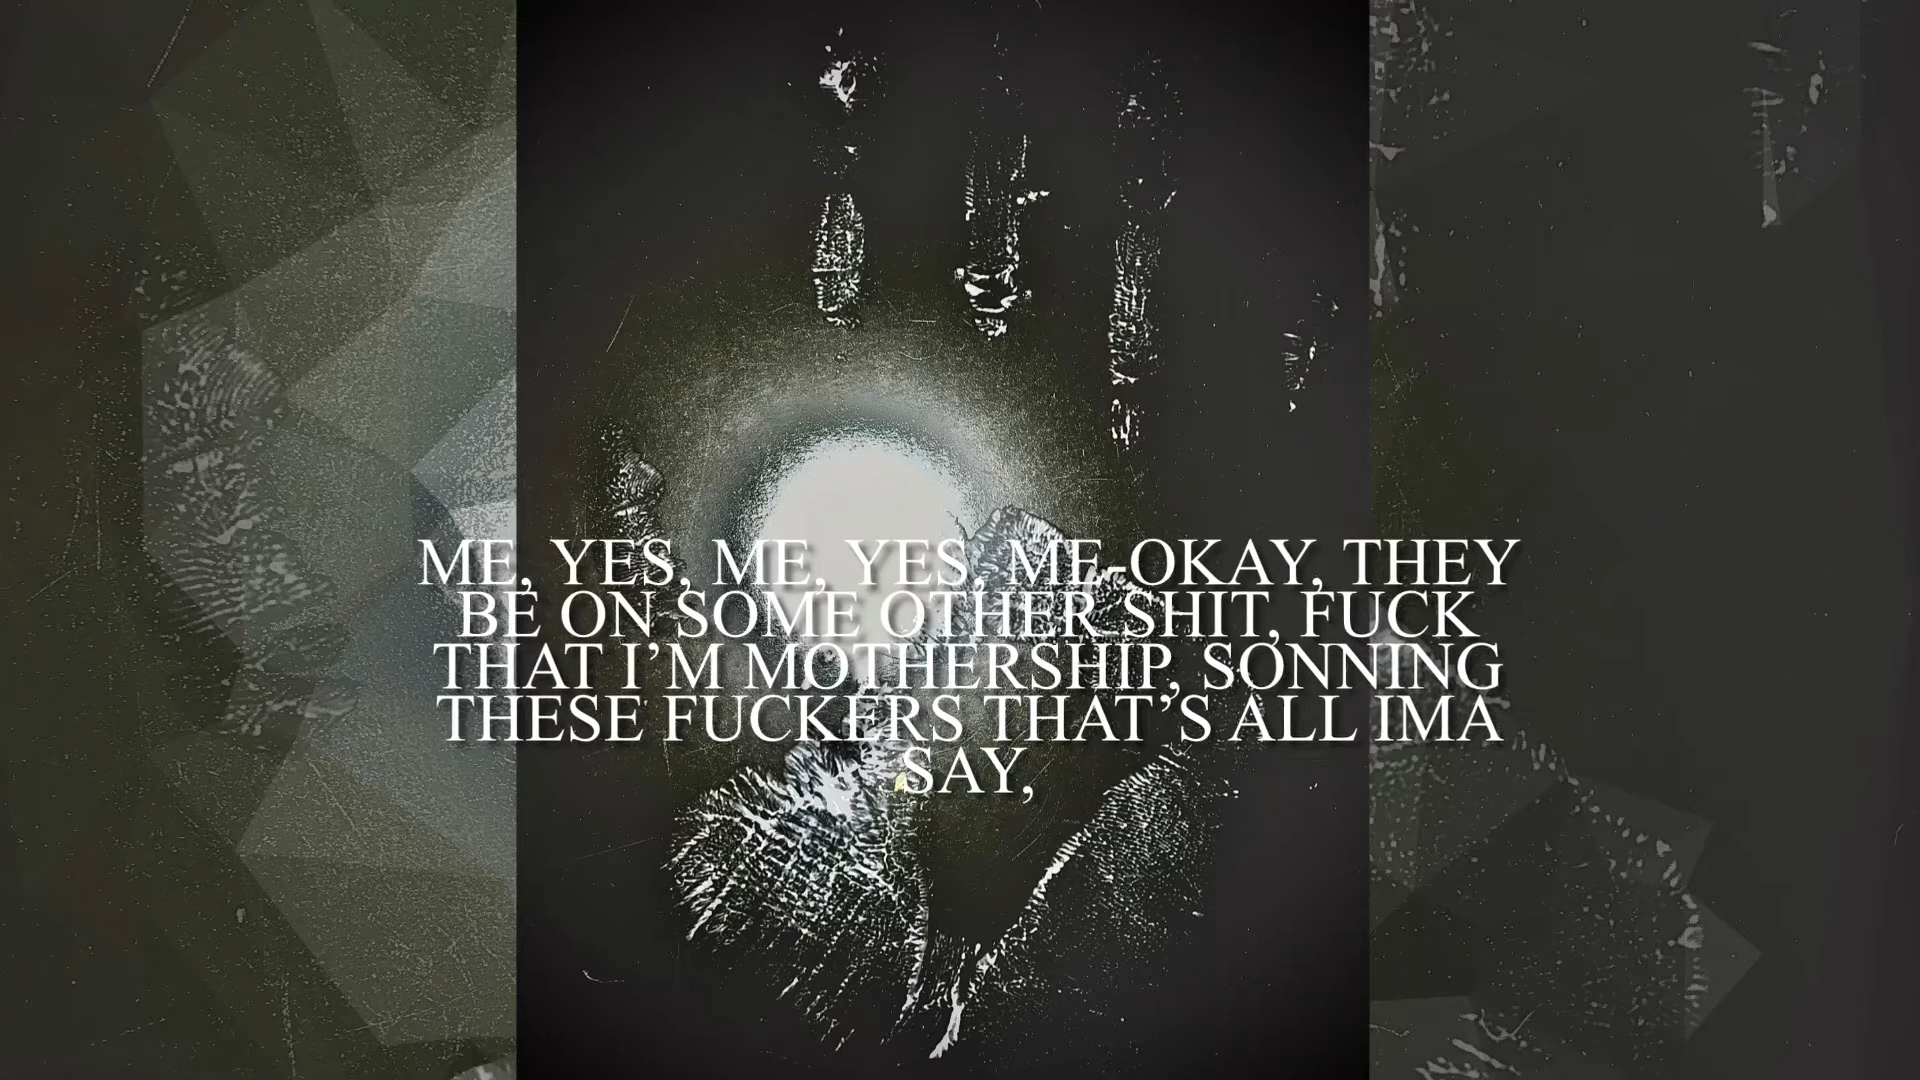 ME, YES, ME, YES, ME-OKAY, THEY
BE ON SOME OTHER SHIT, FUCK
THAT I’M MOTHERSHIP, SONNING
THESE FUCKERS THAT’S ALL IMA
SAY,